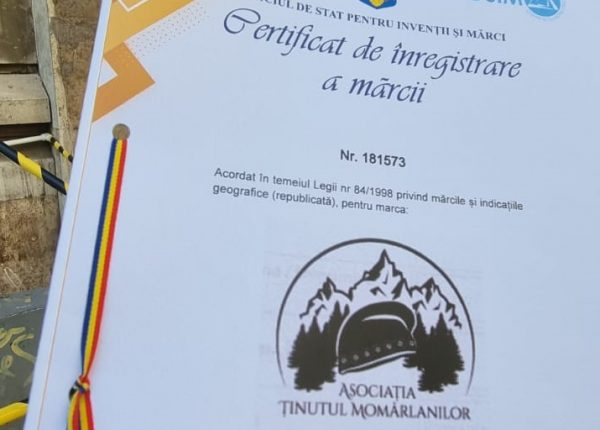 DE STAT PENTRU INVENȚII ȘI MĂRCI
Certificat de înregistrare
a mărcii
Nr. 181573
Acordat în temeiul Legii nr 84/1998 privind mărcile și indicațiile
geografice (republicată), pentru marca:
ASOCIAȚIA
ȚINUTUL MOMÂRLANILOR